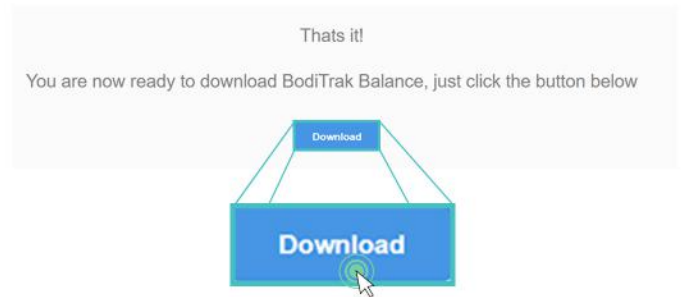 Thats it!
You are now ready to download BodiTrak Balance, just click the button below
Download
Download